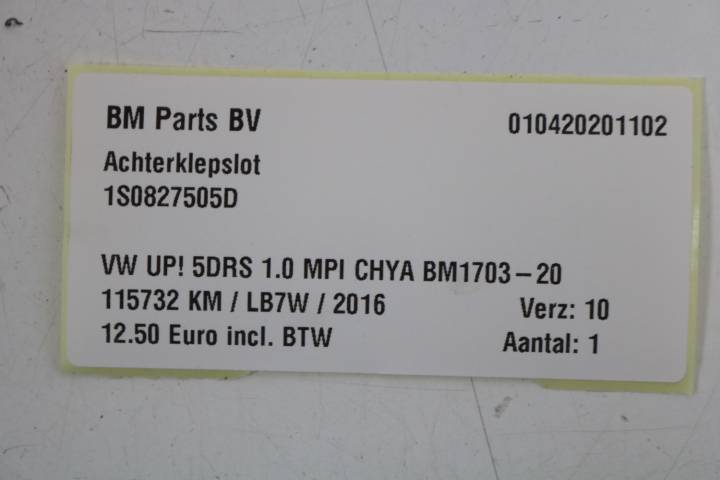 BM Parts BV 010420201102
Achterklepslot
1S0827505D
VW UP! 5DRS 1.0 MPI CHYA BM1703-20
115732 KM / LB7W / 2016 Verz: 10
12.50 Euro incl. BTW Aantal: 1